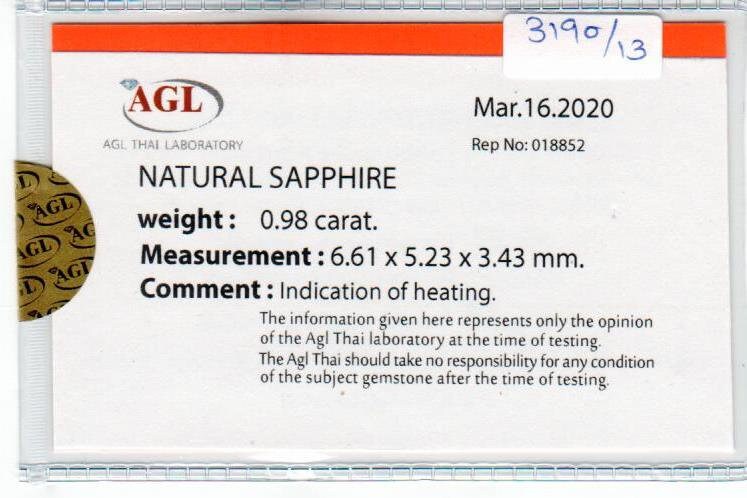 3190/13
AGL
Mar.16.2020
AGL THAI LABORATORY
Rep No: 018852
NATURAL SAPPHIRE
weight : 0.98 carat.
Measurement : 6.61 x 5.23 x 3.43 mm.
Comment : Indication of heating.
The information given here represents only the opinion
of the Agl Thai laboratory at the time of testing.
The Agl Thai should take no responsibility for any condition
of the subject gemstone after the time of testing.
AGL
AGL
AGL